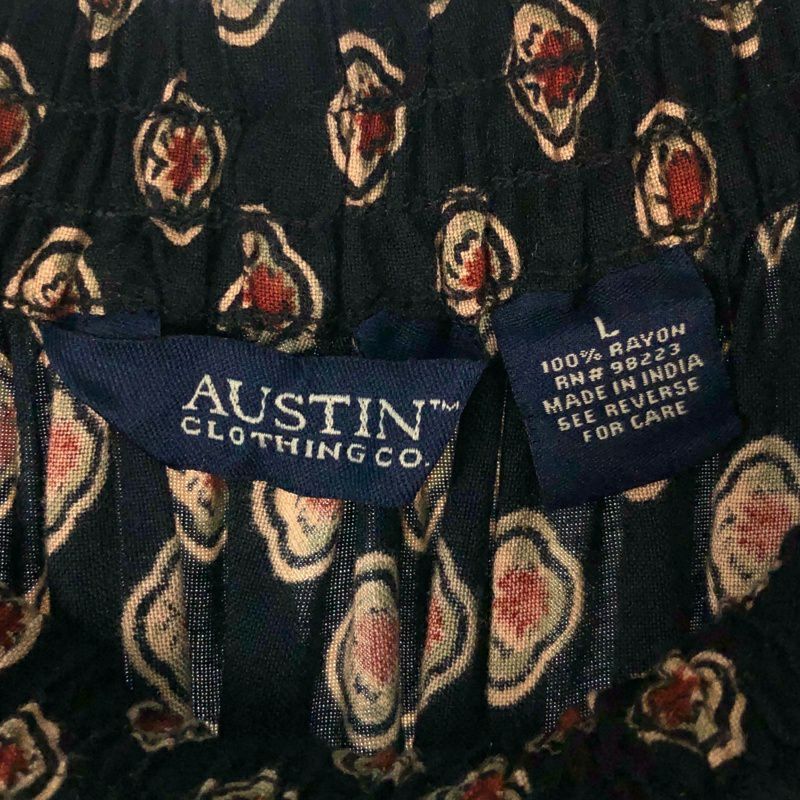 AUSTIN™
CLOTHING CO.
L
100% RAYON
RN# 98223
MADE IN INDIA
SEE REVERSE
FOR CARE